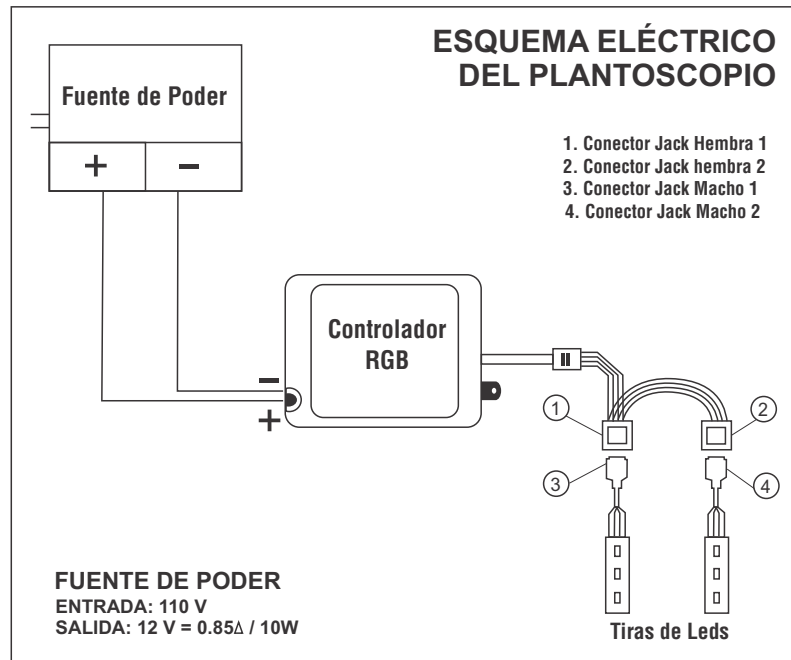 ESQUEMA ELÉCTRICO
DEL PLANTOSCOPIO
Fuente de Poder
+ −
1. Conector Jack Hembra 1
2. Conector Jack hembra 2
3. Conector Jack Macho 1
4. Conector Jack Macho 2
Controlador
RGB
−
+
1
2
3
4
FUENTE DE PODER
ENTRADA: 110 V
SALIDA: 12 V = 0.85Δ / 10W
Tiras de Leds